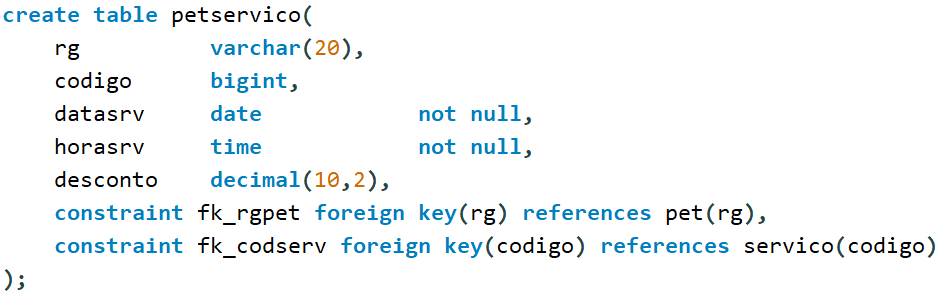 create table petservico(
    rg          varchar(20),
    codigo      bigint,
    datasrv     date            not null,
    horasrv     time            not null,
    desconto    decimal(10,2),
    constraint fk_rgpet foreign key(rg) references pet(rg),
    constraint fk_codserv foreign key(codigo) references servico(codigo)
);